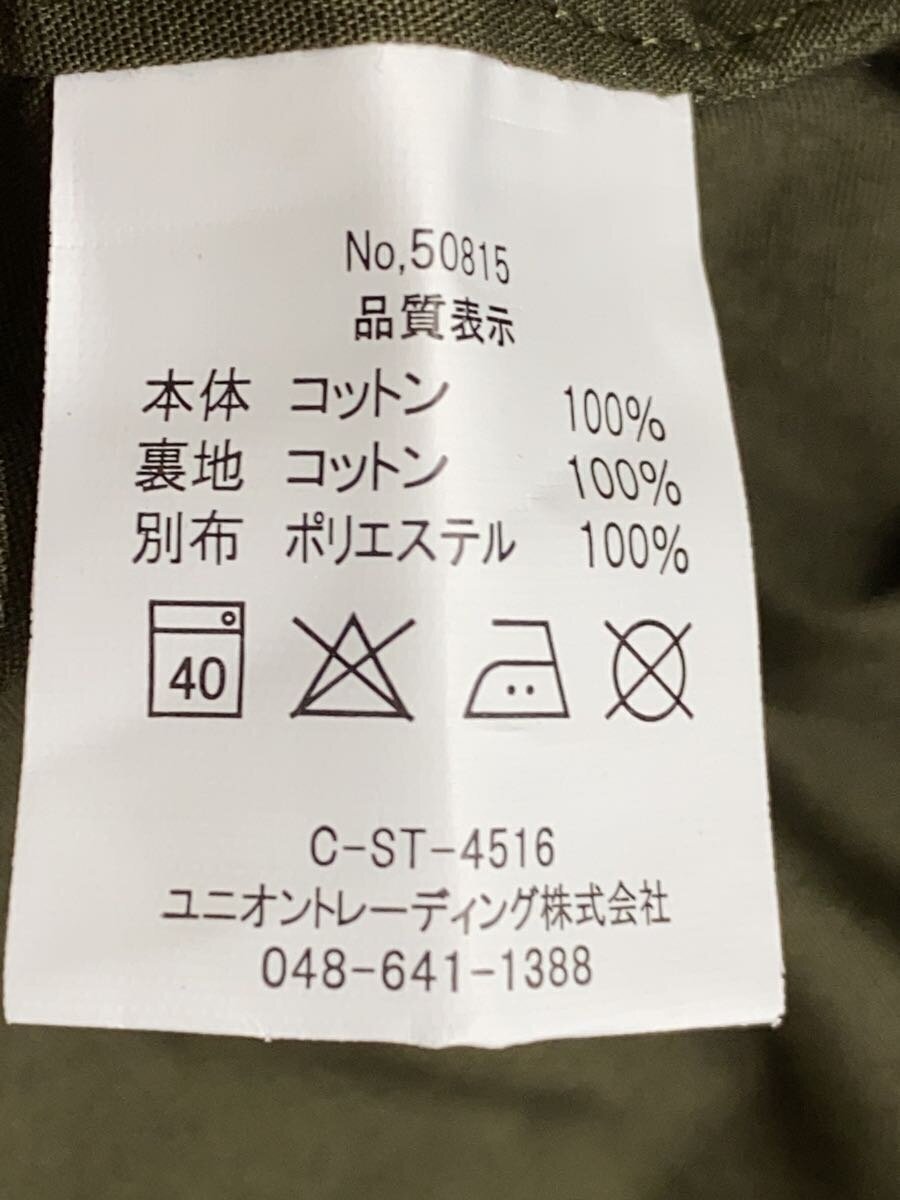 No,50815
品質表示
本体 コットン 100%
裏地 コットン 100%
別布 ポリエステル 100%
40
C-ST-4516
ユニオントレーディング株式会社
048-641-1388